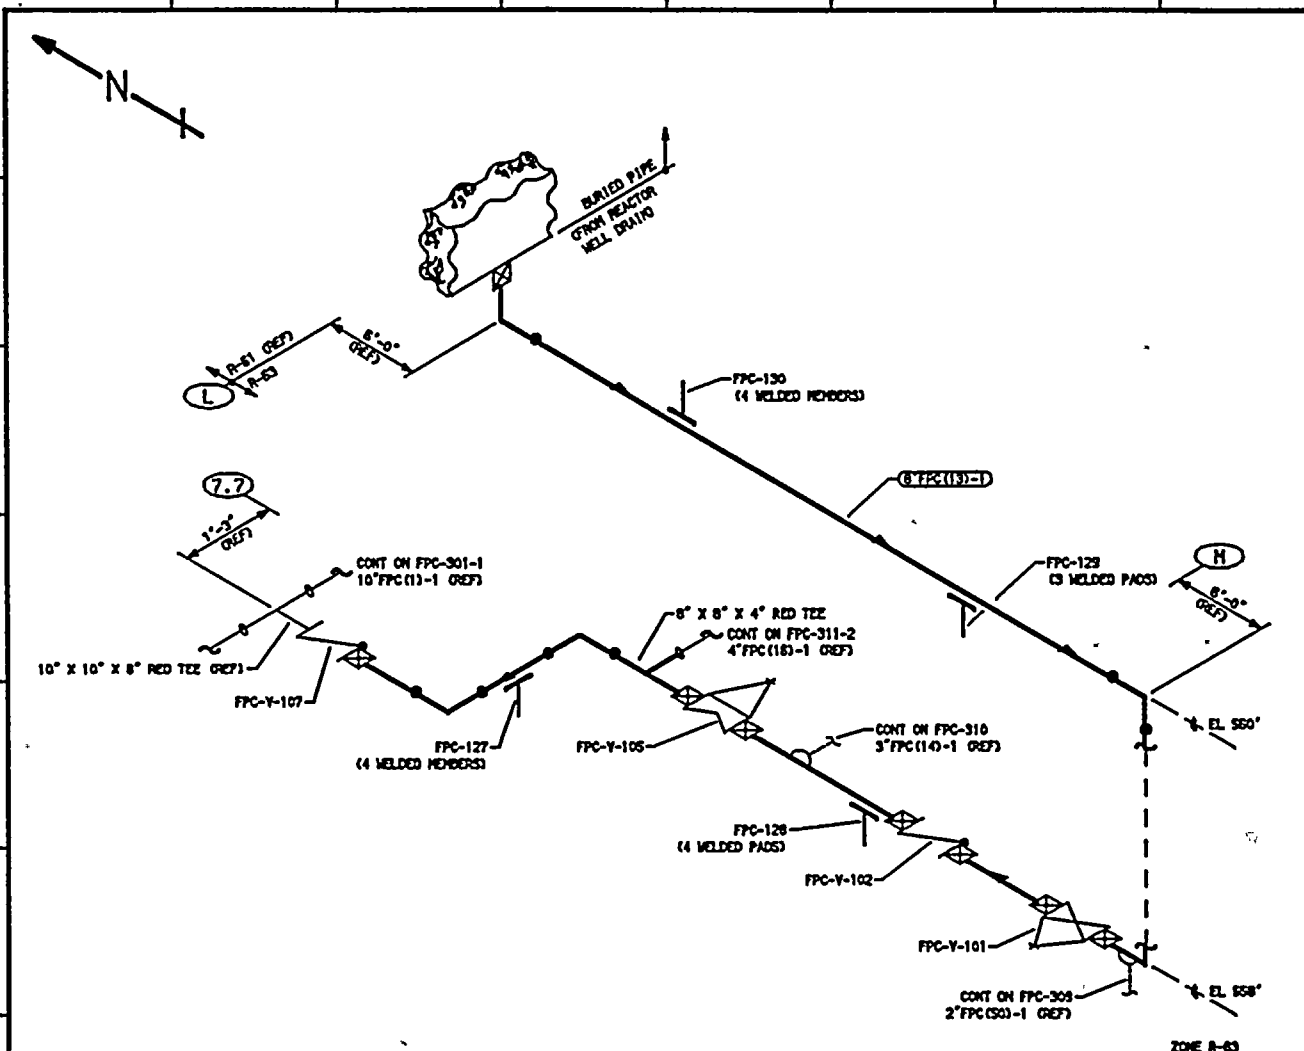 N
BURIED PIPE
(FROM REACTOR
WELL DRAIN)
R-61 (REF)
R-63
L
6'-0"
(REF)
FPC-130
(4 WELDED MEMBERS)
8"FPC(13)-1
7.7
1'-3"
(REF)
CONT ON FPC-301-1
10"FPC(1)-1 (REF)
FPC-129
(3 WELDED PADS)
M
6'-0"
(REF)
8" X 8" X 4" RED TEE
CONT ON FPC-311-2
4"FPC(16)-1 (REF)
10" X 10" X 8" RED TEE (REF)
FPC-V-107
FPC-127
(4 WELDED MEMBERS)
FPC-V-105
CONT ON FPC-310
3"FPC(14)-1 (REF)
EL 560'
FPC-128
(4 WELDED PADS)
FPC-V-102
FPC-V-101
CONT ON FPC-309
2"FPC(50)-1 (REF)
EL 558'
ZONE R-63